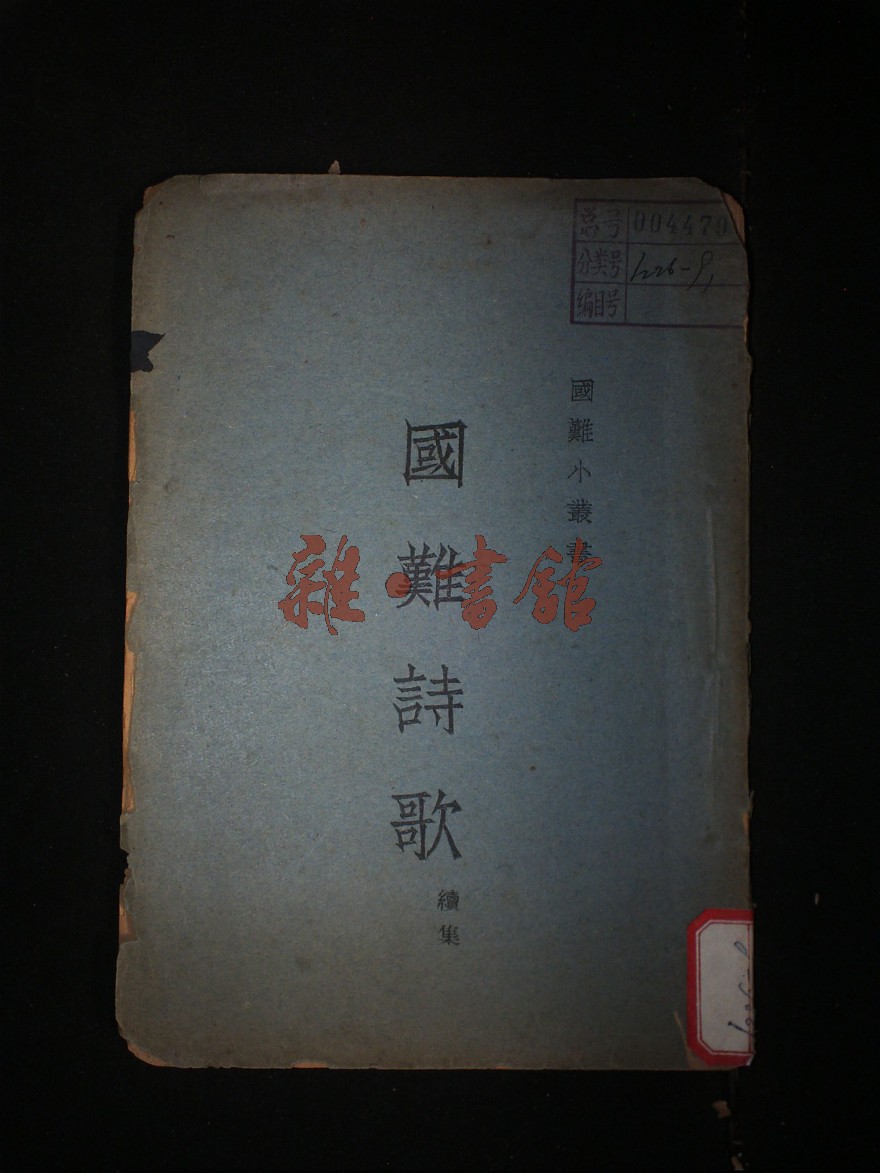 总号 004470
分类号
编目号
國難小叢書
國難詩歌
續集
雜·書館